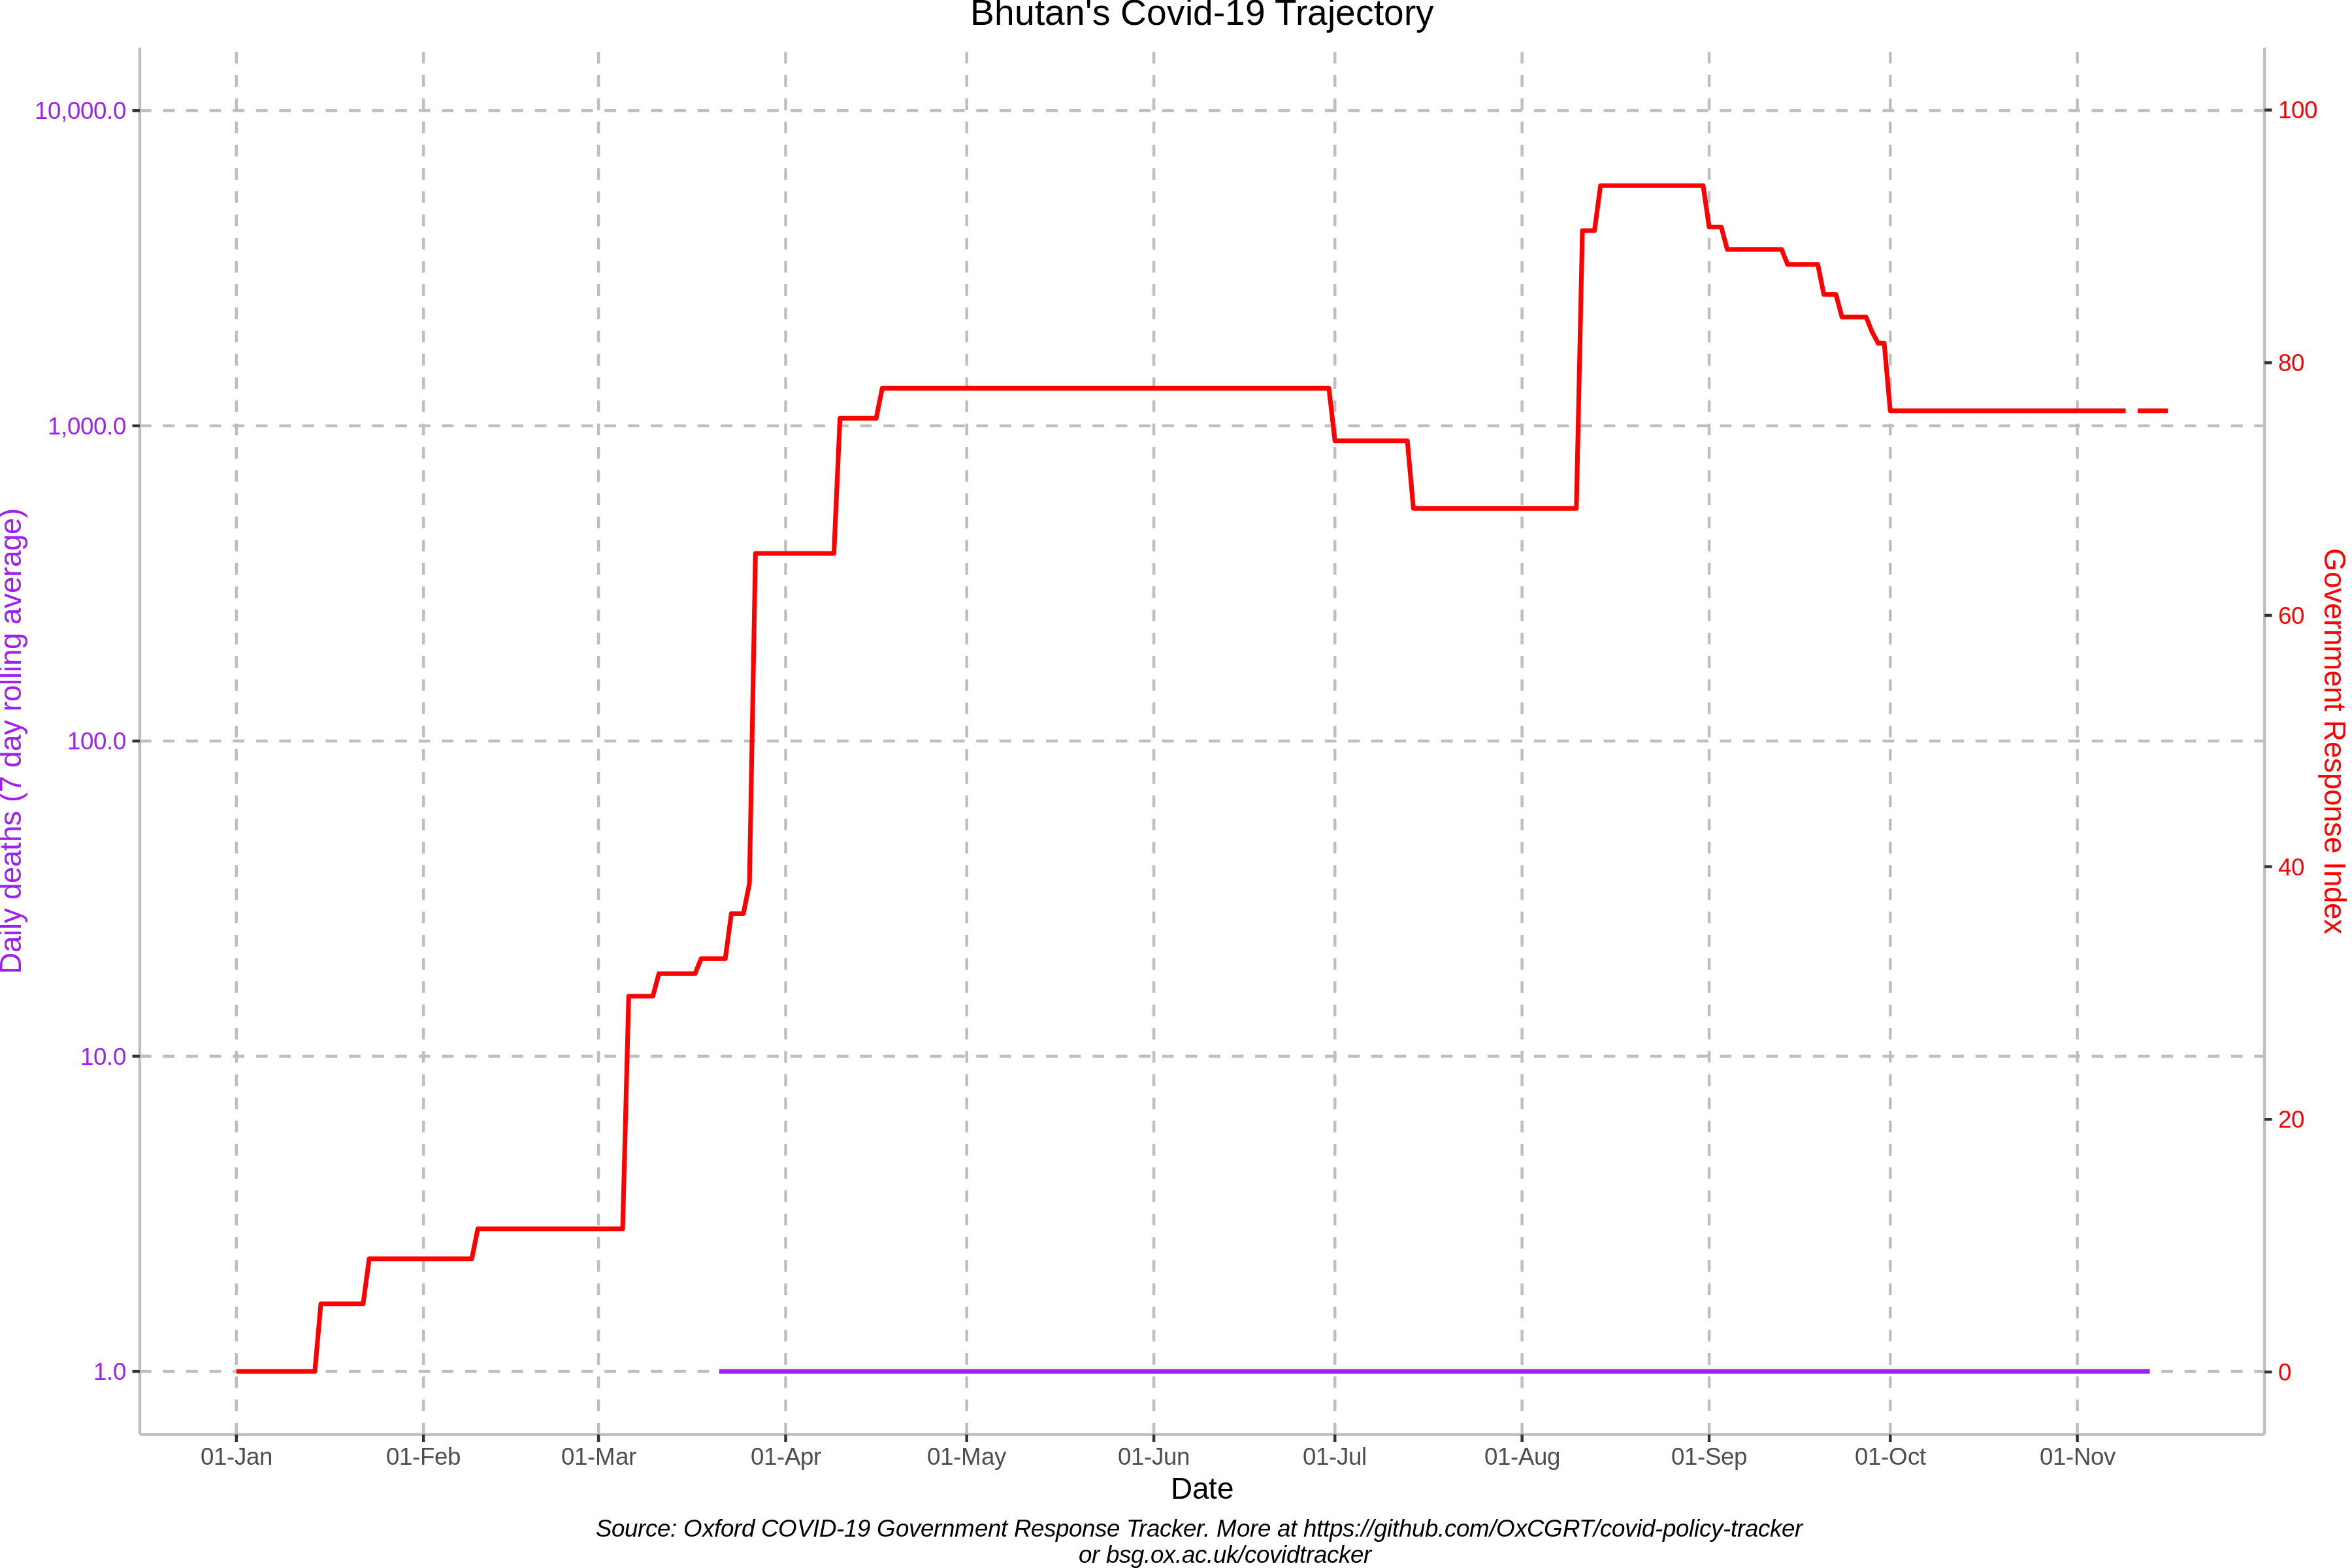 Bhutan's Covid-19 Trajectory
10,000.0
1,000.0
100.0
10.0
1.0
Daily deaths (7 day rolling average)
100
80
60
40
20
0
Government Response Index
01-Jan
01-Feb
01-Mar
01-Apr
01-May
01-Jun
01-Jul
01-Aug
01-Sep
01-Oct
01-Nov
Date
Source: Oxford COVID-19 Government Response Tracker. More at https://github.com/OxCGRT/covid-policy-tracker
or bsg.ox.ac.uk/covidtracker